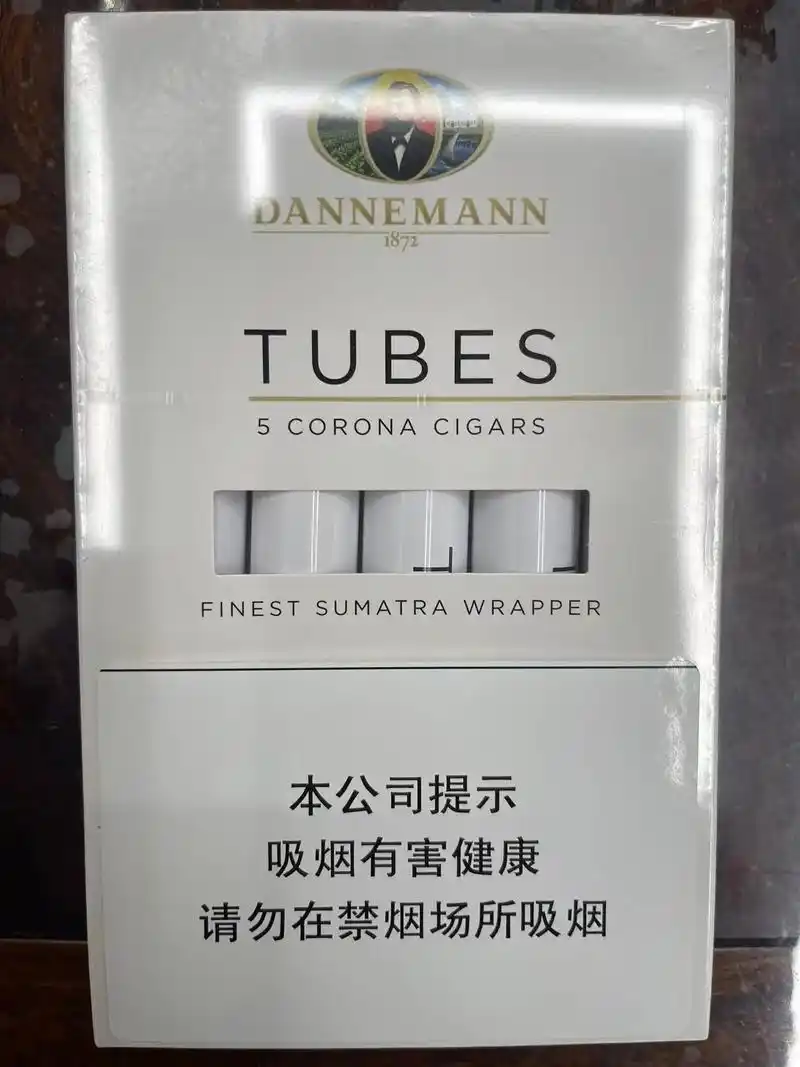 DANNEMANN
1872
TUBES
5 CORONA CIGARS
T
FINEST SUMATRA WRAPPER
本公司提示
吸烟有害健康
请勿在禁烟场所吸烟